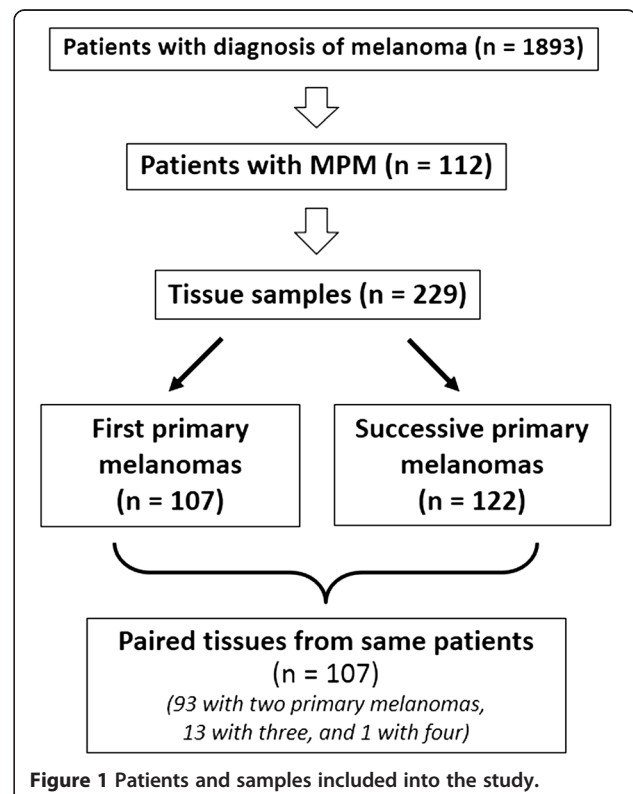 Patients with diagnosis of melanoma (n = 1893)
Patients with MPM (n = 112)
Tissue samples (n = 229)
First primary
melanomas
(n = 107)
Successive primary
melanomas
(n = 122)
Paired tissues from same patients
(n = 107)
(93 with two primary melanomas,
13 with three, and 1 with four)
Figure 1 Patients and samples included into the study.